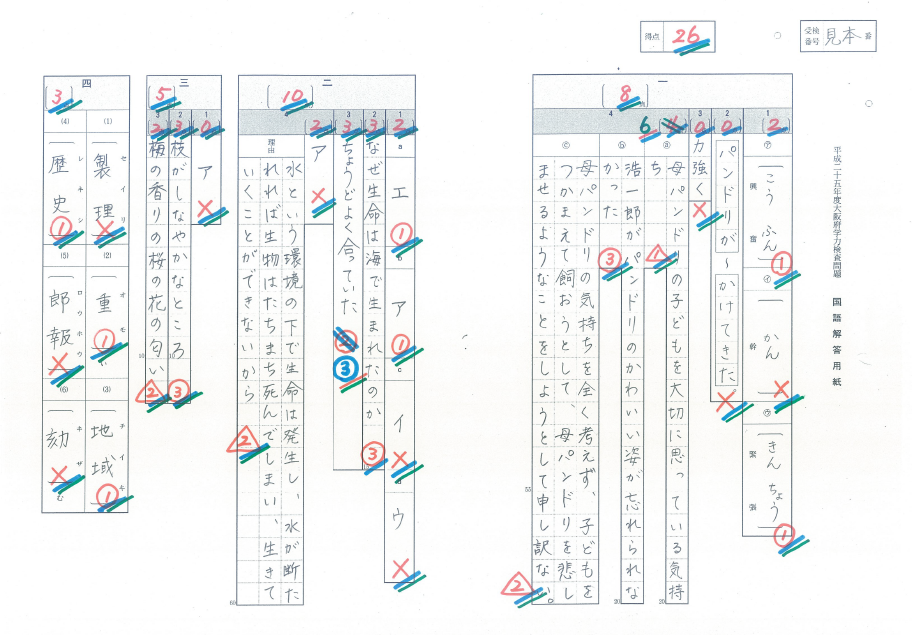 受検番号 見本 番
得点 26
平成二十五年度大阪府学力検査問題 国語解答用紙
一
8
1
2
㋐ こう ふん
興 奮
①
㋑ かん
幹
×
㋒ きん ちょう
緊 張
①
2
0
パンドリが〜かけてきた
×
3
0
力強く
×
4
6
ⓐ
母パンドリの子どもを大切に思っている気持
ち
20
ⓑ
浩一郎がパンドリのかわいい姿が忘れられな
かった
③
20
ⓒ
母パンドリの気持ちを全く考えず、子どもを
つかまえて飼おうとして、母パンドリを悲し
ませるようなことをしようとして申し訳ない。
2
55
二
10
1
2
a エ ①
b ア ①
c イ ×
d ウ ×
2
3
なぜ生命は海で生まれたのか
③
3
3
ちょうどよく合っていた
③
2
ア
×
理由
水という環境の下で生命は発生し、水が断た
れれば生物はたちまち死んでしまい、生きて
いくことができないから
2
60
三
5
1
0
ア
×
2
3
枝がしなやかなところ
③
10
3
2
梅の香りの桜の花の匂い
2
10
四
3
(1)
製理
セイ リ
×
(2)
重
オモ
①
(3)
地域
チ イキ
①
(4)
歴史
レキ シ
①
(5)
郎報
ロウ ホウ
×
(6)
刻
キザ
む
×